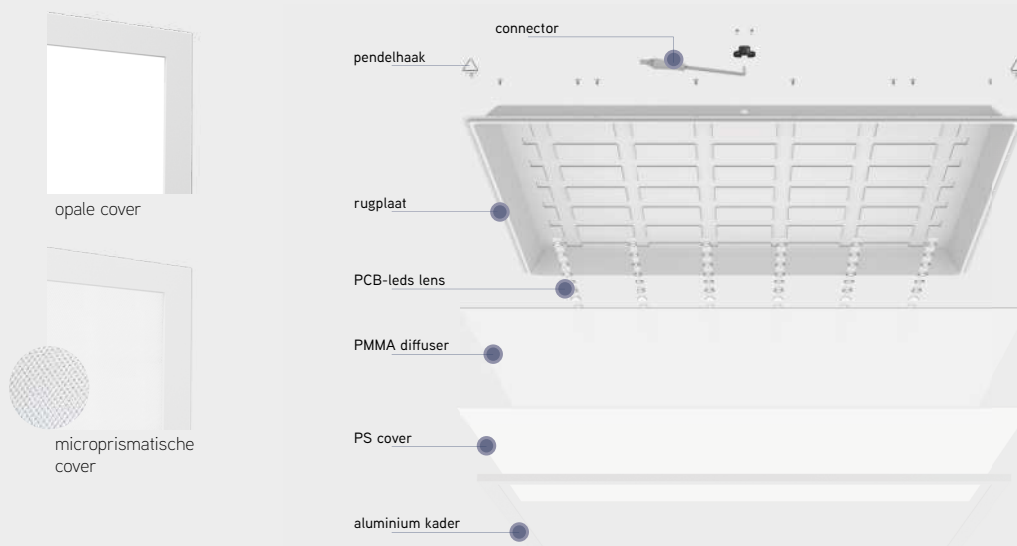 opale cover
microprismatische
cover
connector
pendelhaak
rugplaat
PCB-leds lens
PMMA diffuser
PS cover
aluminium kader